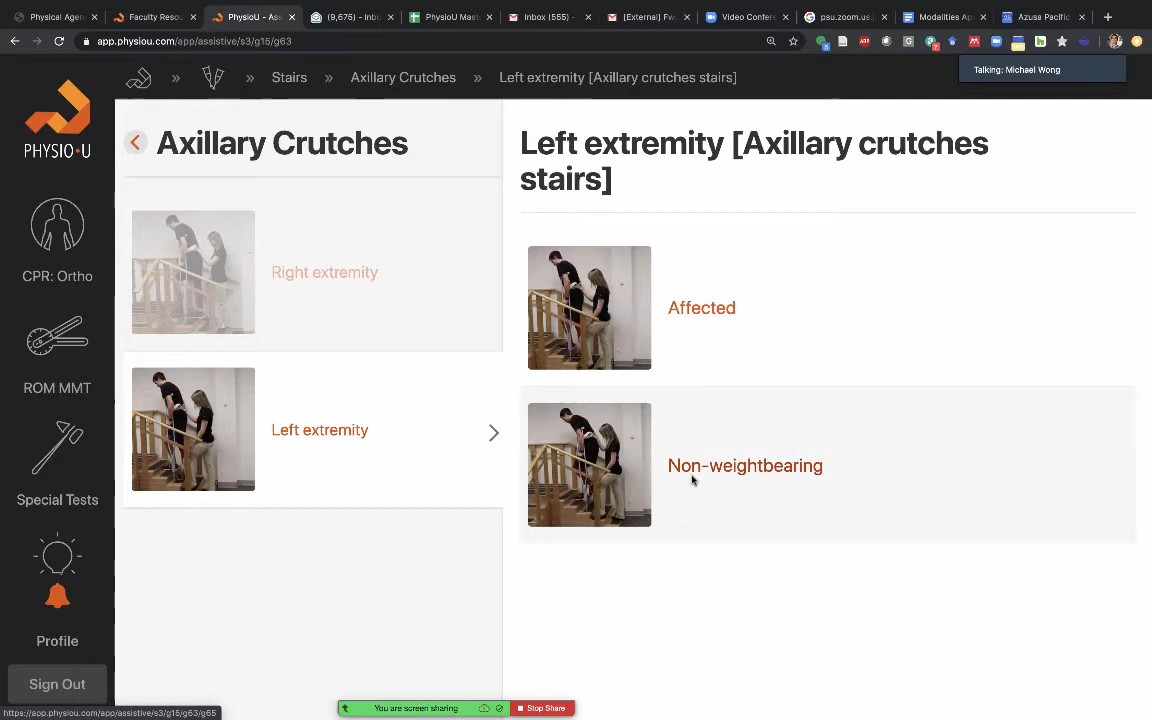 Physical Agen
Faculty Resou
PhysioU - Ass
(9,675) - Inbo
PhysioU Mast
Inbox (555) -
[External] Fw:
Video Confere
psu.zoom.us.j
Modalities Ap
Azusa Pacific
app.physiou.com/app/assistive/s3/g15/g63
Talking: Michael Wong
Stairs » Axillary Crutches » Left extremity [Axillary crutches stairs]
PHYSIO-U
CPR: Ortho
ROM MMT
Special Tests
Profile
Sign Out
Axillary Crutches
Right extremity
Left extremity
Left extremity [Axillary crutches
stairs]
Affected
Non-weightbearing
You are screen sharing
Stop Share
https://app.physiou.com/app/assistive/s3/g15/g63/g65